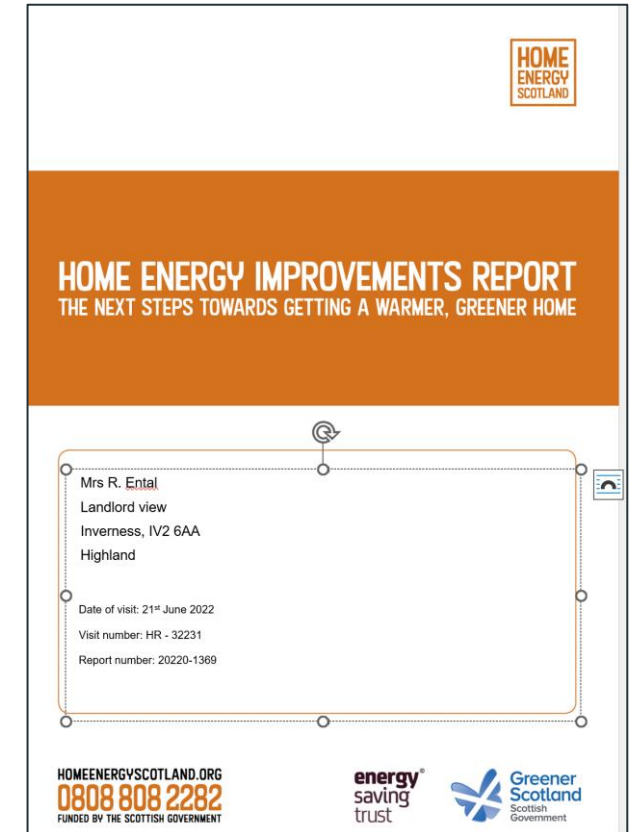 HOME
ENERGY
SCOTLAND
HOME ENERGY IMPROVEMENTS REPORT
THE NEXT STEPS TOWARDS GETTING A WARMER, GREENER HOME
Mrs R. Ental
Landlord view
Inverness, IV2 6AA
Highland
Date of visit: 21st June 2022
Visit number: HR - 32231
Report number: 20220-1369
HOMEENERGYSCOTLAND.ORG
0808 808 2282
FUNDED BY THE SCOTTISH GOVERNMENT
energy®
saving
trust
Greener
Scotland
Scottish
Government